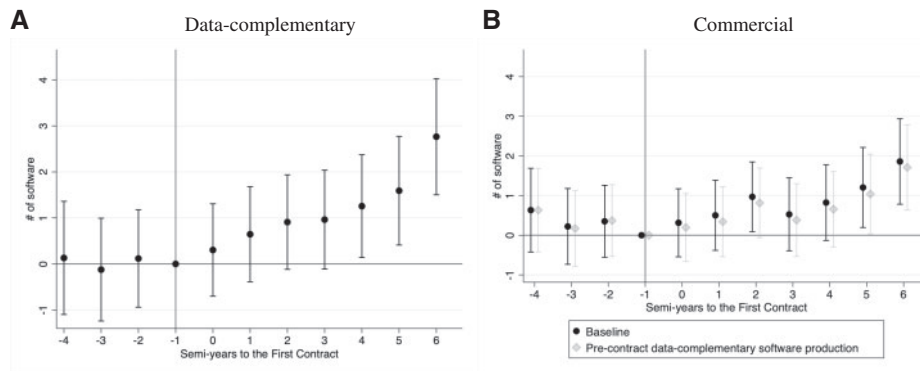 A
Data-complementary
# of software
4
3
2
1
0
-1
-4 -3 -2 -1 0 1 2 3 4 5 6
Semi-years to the First Contract
B
Commercial
# of software
4
3
2
1
0
-1
-4 -3 -2 -1 0 1 2 3 4 5 6
Semi-years to the First Contract
Baseline
Pre-contract data-complementary software production